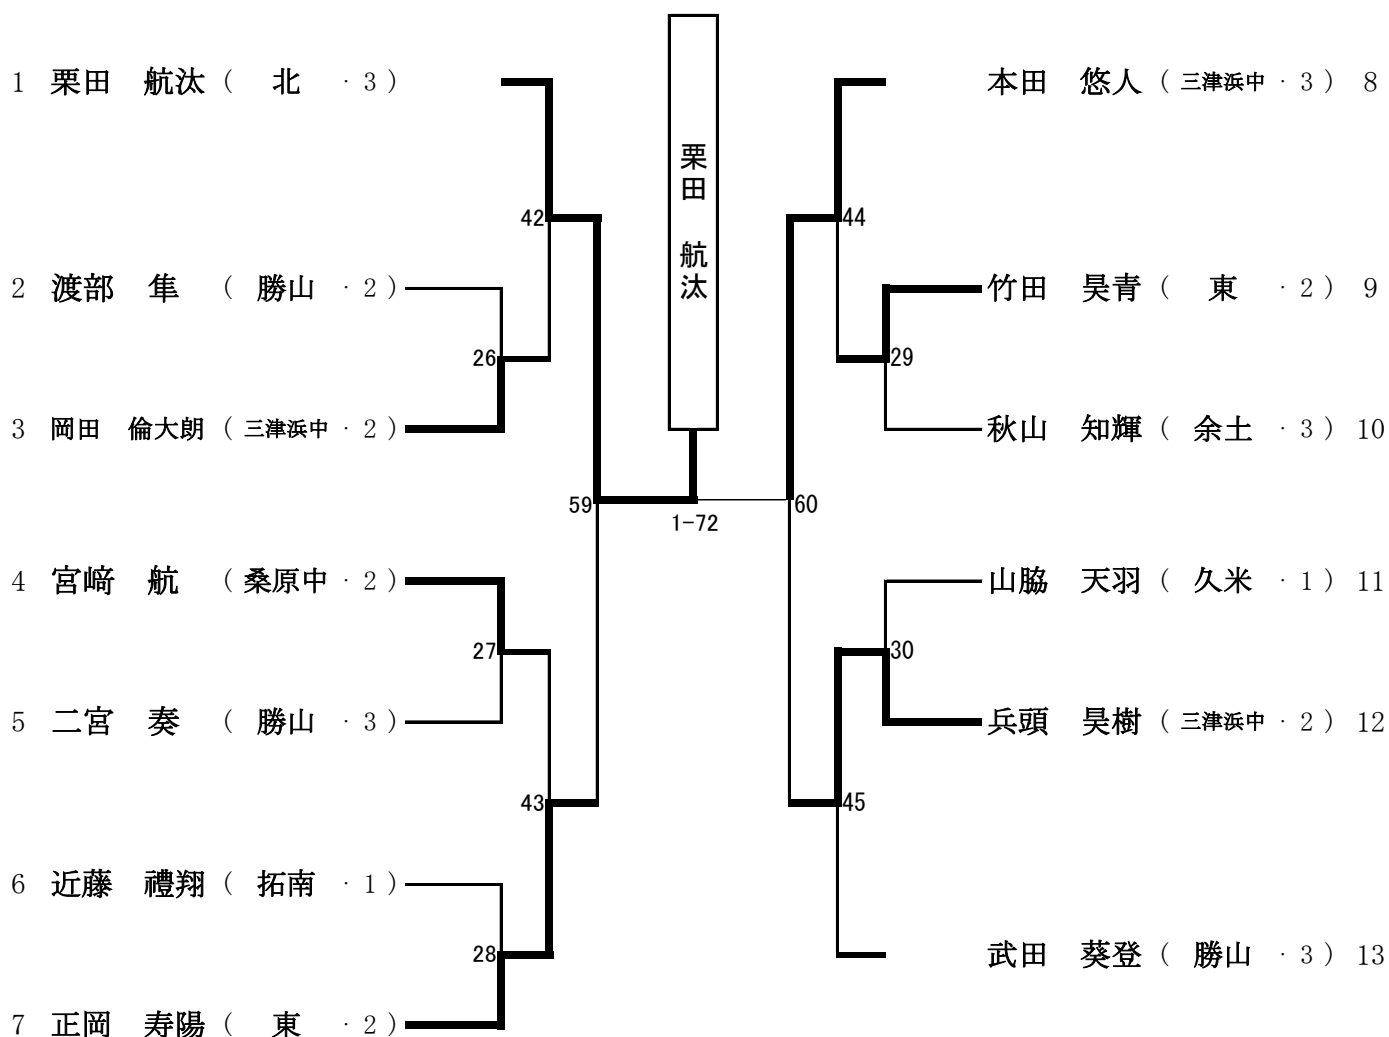 1 栗田 航汰 ( 北 ・ 3 )
42
2 渡部 隼 ( 勝山 ・ 2 )
26
3 岡田 倫大朗 ( 三津浜中 ・ 2 )
59
4 宮﨑 航 ( 桑原中 ・ 2 )
27
5 二宮 奏 ( 勝山 ・ 3 )
43
6 近藤 禮翔 ( 拓南 ・ 1 )
28
7 正岡 寿陽 ( 東 ・ 2 )
栗田 航汰
1-72
本田 悠人 ( 三津浜中 ・ 3 ) 8
44
竹田 昊青 ( 東 ・ 2 ) 9
29
秋山 知輝 ( 余土 ・ 3 ) 10
60
山脇 天羽 ( 久米 ・ 1 ) 11
30
兵頭 昊樹 ( 三津浜中 ・ 2 ) 12
45
武田 葵登 ( 勝山 ・ 3 ) 13